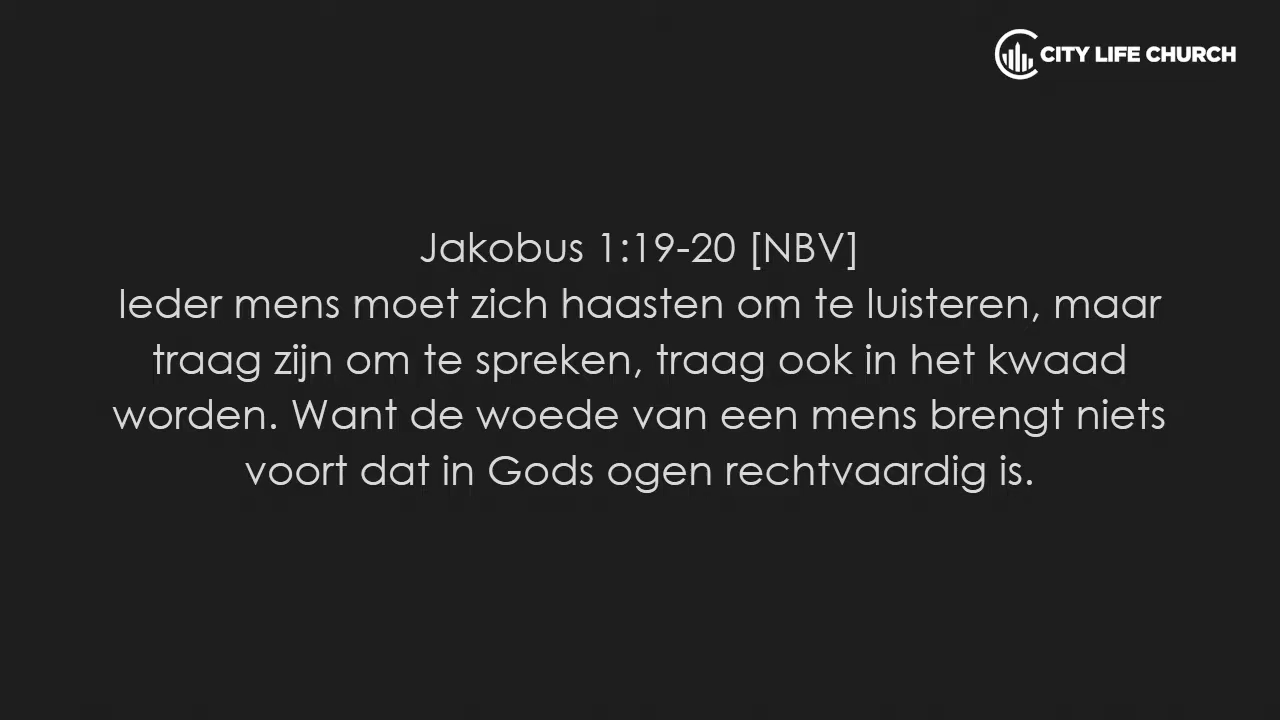 CITY LIFE CHURCH
Jakobus 1:19-20 [NBV]
Ieder mens moet zich haasten om te luisteren, maar
traag zijn om te spreken, traag ook in het kwaad
worden. Want de woede van een mens brengt niets
voort dat in Gods ogen rechtvaardig is.